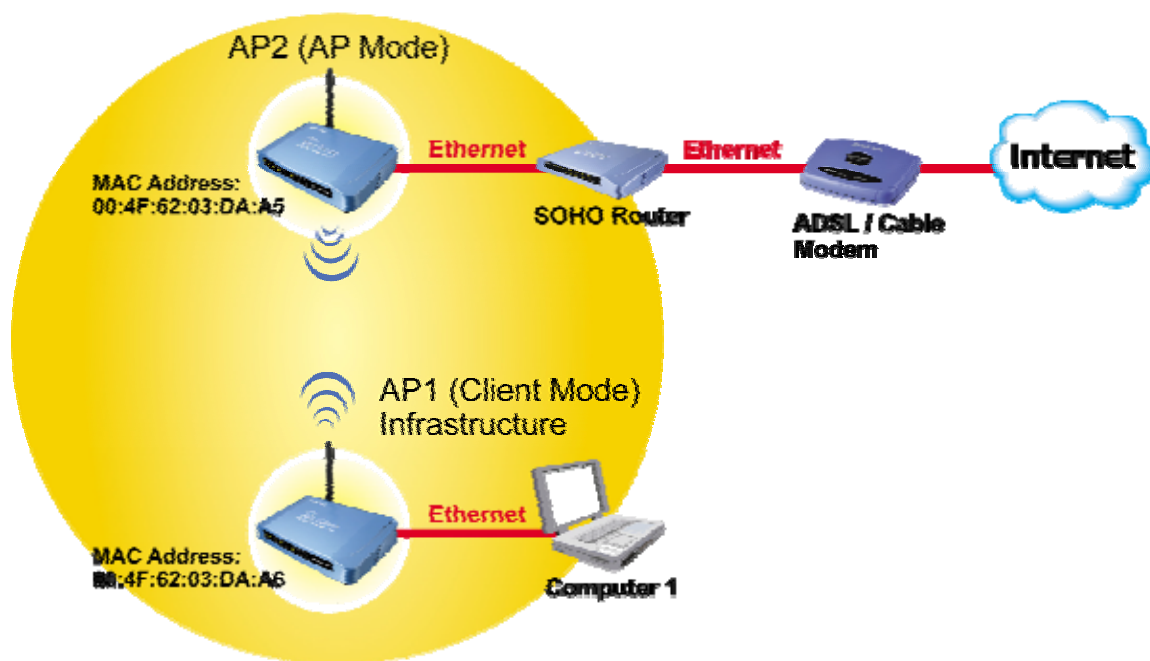 AP2 (AP Mode)
Ethernet
Ethernet
Internet
MAC Address:
00:4F:62:03:DA:A5
SOHO Router
ADSL / Cable
Modem
AP1 (Client Mode)
Infrastructure
Ethernet
MAC Address:
00:4F:62:03:DA:A6
Computer 1